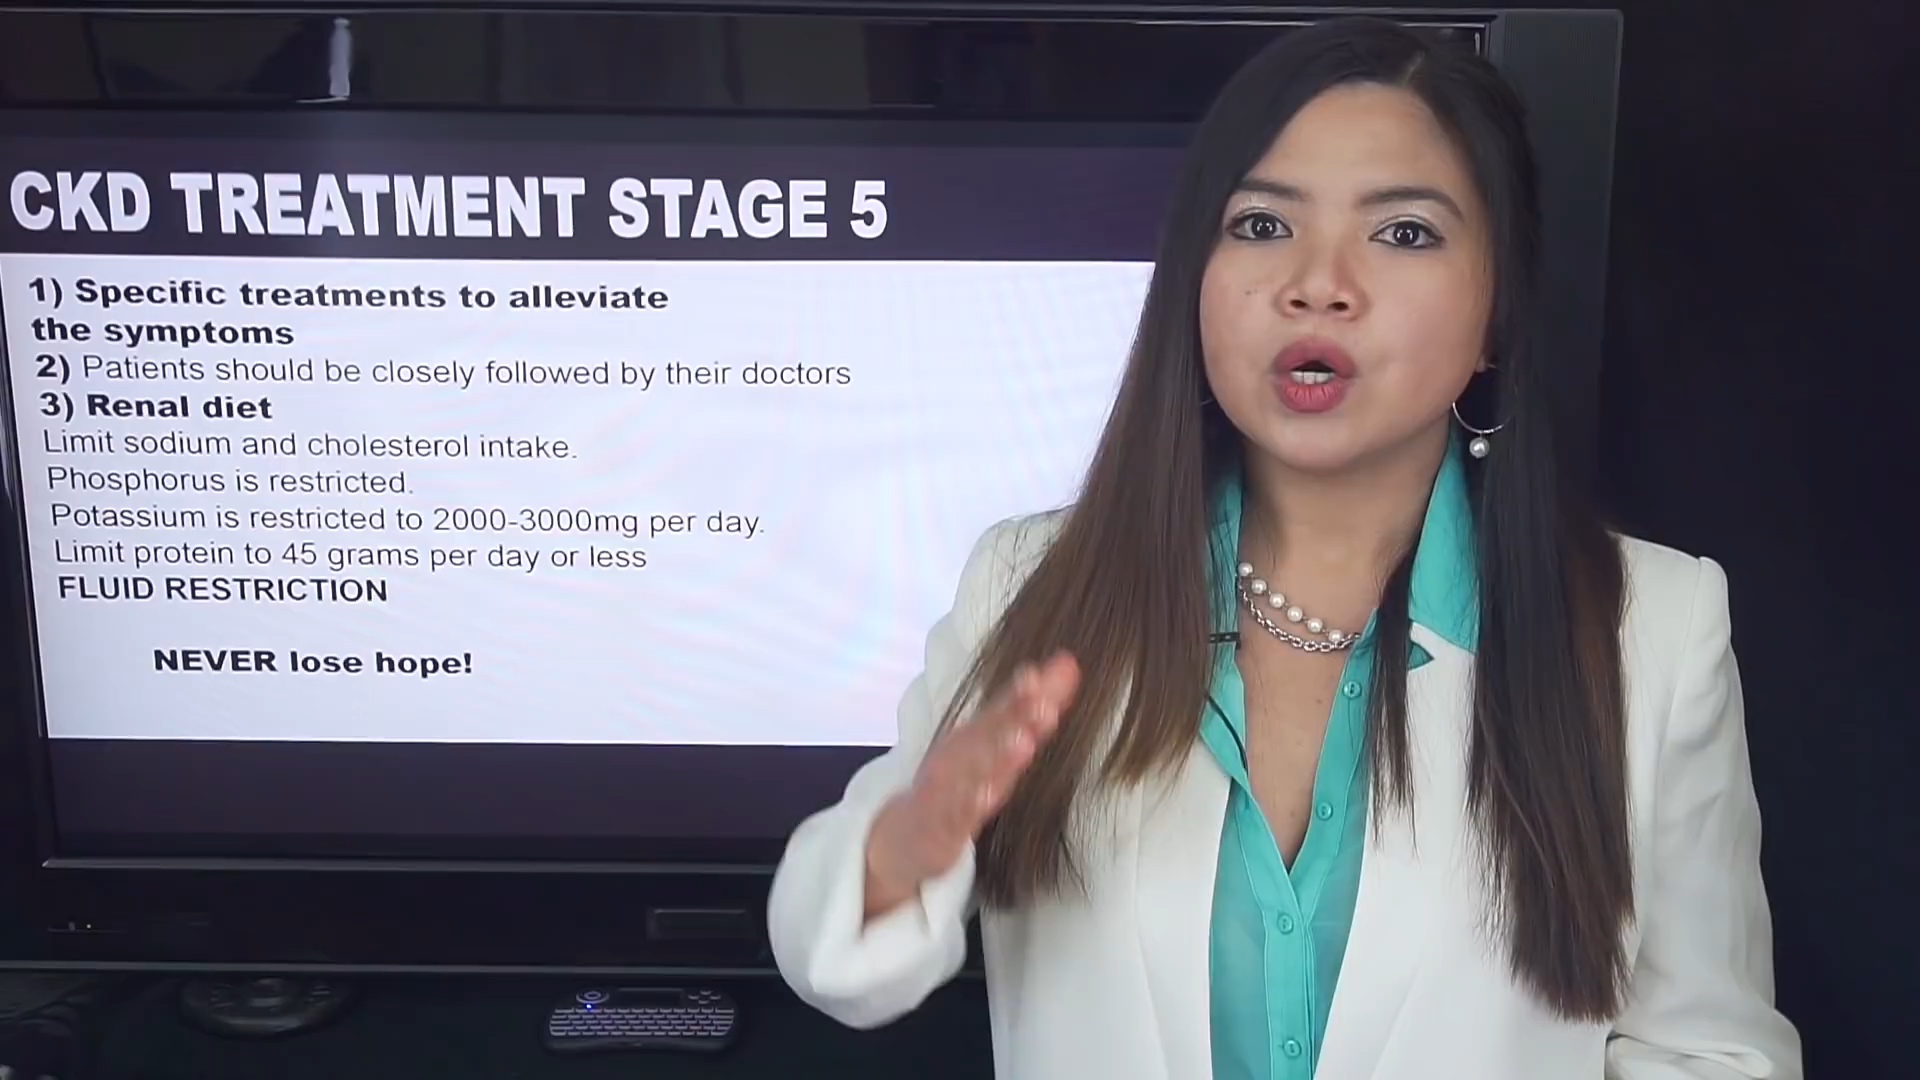 CKD TREATMENT STAGE 5
1) Specific treatments to alleviate
the symptoms
2) Patients should be closely followed by their doctors
3) Renal diet
Limit sodium and cholesterol intake.
Phosphorus is restricted.
Potassium is restricted to 2000-3000mg per day.
Limit protein to 45 grams per day or less
FLUID RESTRICTION
NEVER lose hope!